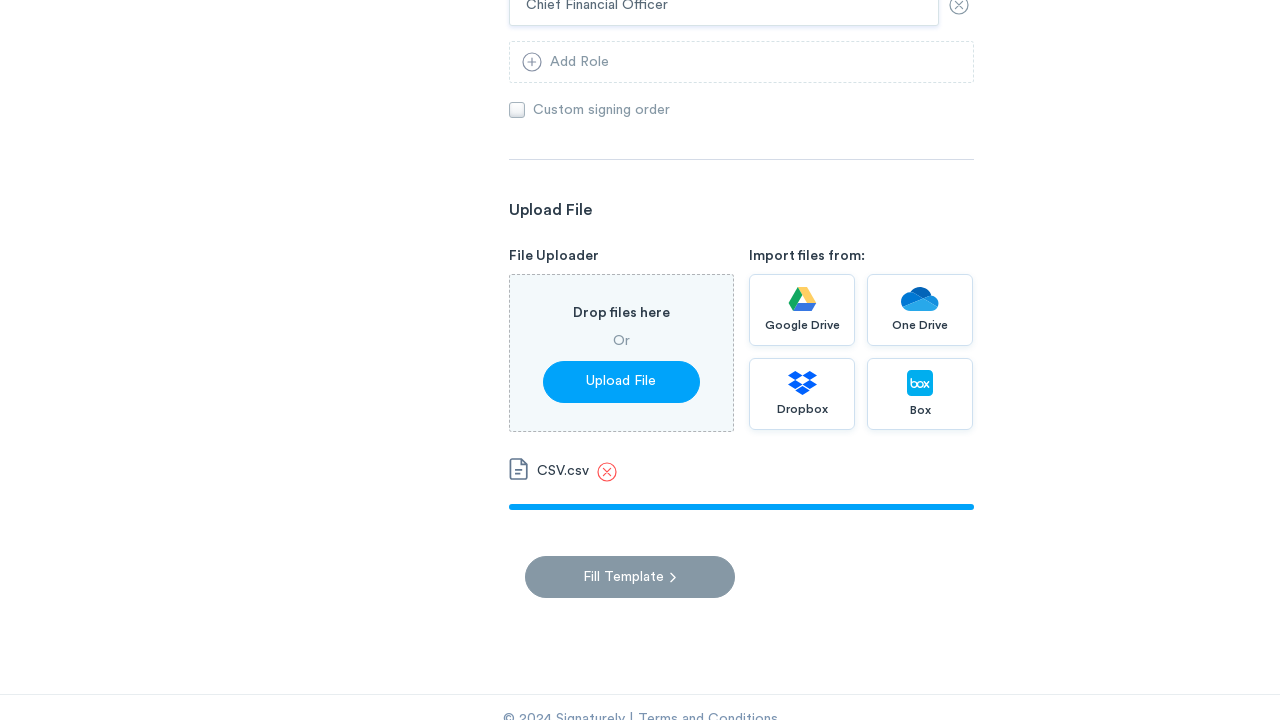 Chief Financial Officer
Add Role
Custom signing order
Upload File
File Uploader
Import files from:
Drop files here
Or
Upload File
Google Drive
One Drive
Dropbox
box
Box
CSV.csv
Fill Template
© 2024 Signaturely | Terms and Conditions